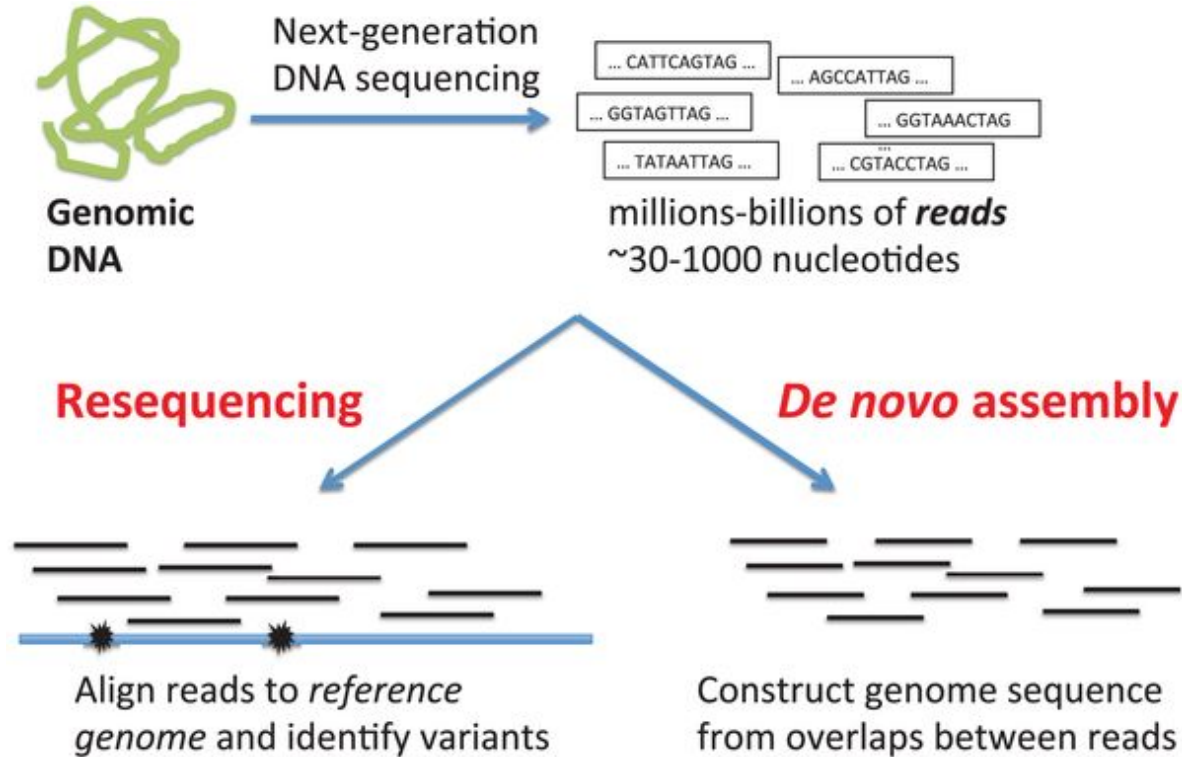 Next-generation
DNA sequencing
... CATTCAGTAG ...
... AGCCATTAG ...
... GGTAGTTAG ...
... GGTAAACTAG
...
... TATAATTAG ...
... CGTACCTAG ...
Genomic
DNA
millions-billions of reads
~30-1000 nucleotides
Resequencing
De novo assembly
Align reads to reference
genome and identify variants
Construct genome sequence
from overlaps between reads